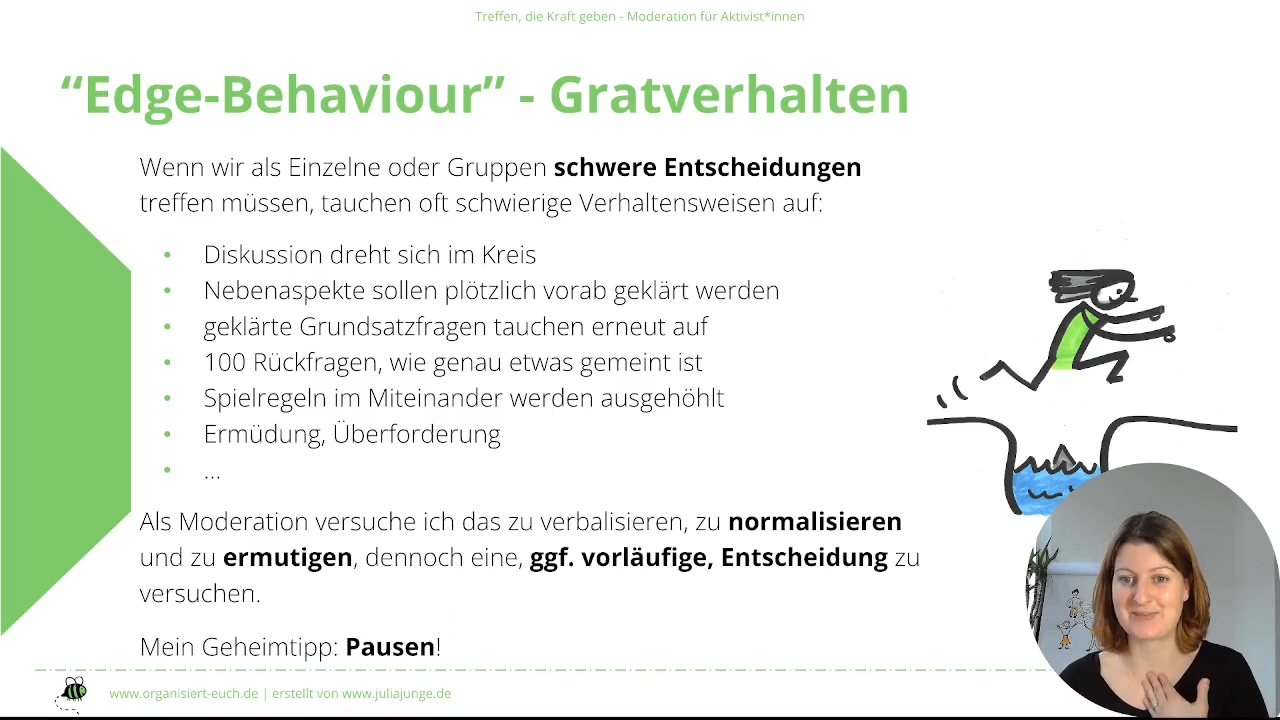 Treffen, die Kraft geben - Moderation für Aktivist*innen
“Edge-Behaviour” - Gratverhalten
Wenn wir als Einzelne oder Gruppen schwere Entscheidungen
treffen müssen, tauchen oft schwierige Verhaltensweisen auf:
• Diskussion dreht sich im Kreis
• Nebenaspekte sollen plötzlich vorab geklärt werden
• geklärte Grundsatzfragen tauchen erneut auf
• 100 Rückfragen, wie genau etwas gemeint ist
• Spielregeln im Miteinander werden ausgehöhlt
• Ermüdung, Überforderung
• ...
Als Moderation versuche ich das zu verbalisieren, zu normalisieren
und zu ermutigen, dennoch eine, ggf. vorläufige, Entscheidung zu
versuchen.
Mein Geheimtipp: Pausen!
www.organisiert-euch.de | erstellt von www.juliajunge.de